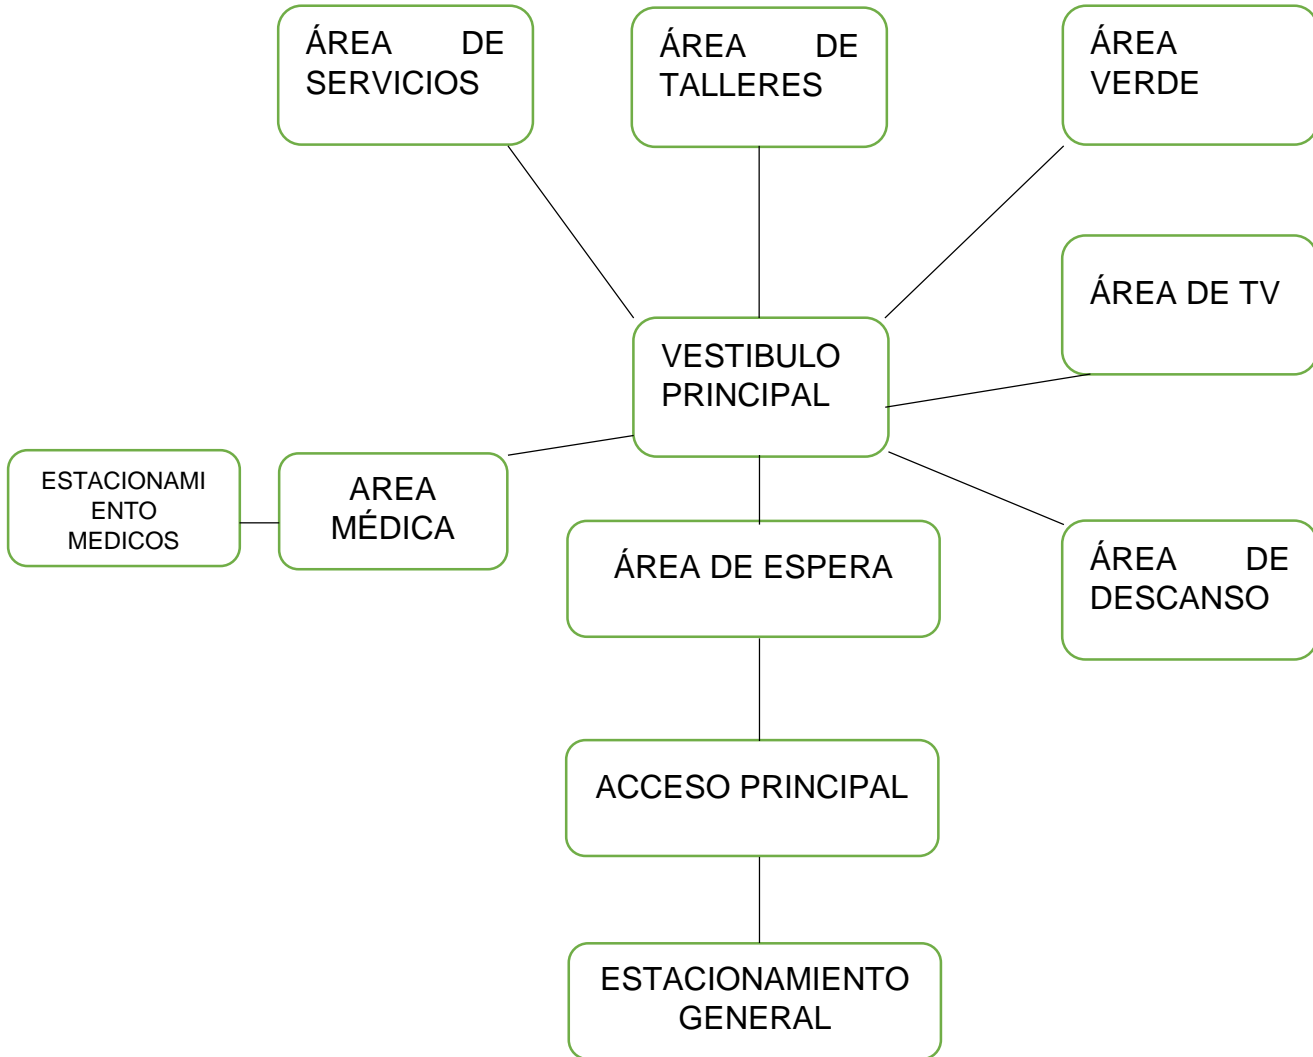 ÁREA DE
SERVICIOS
ÁREA DE
TALLERES
ÁREA
VERDE
ÁREA DE TV
VESTIBULO
PRINCIPAL
ESTACIONAMI
ENTO
MEDICOS
AREA
MÉDICA
ÁREA DE ESPERA
ÁREA DE
DESCANSO
ACCESO PRINCIPAL
ESTACIONAMIENTO
GENERAL